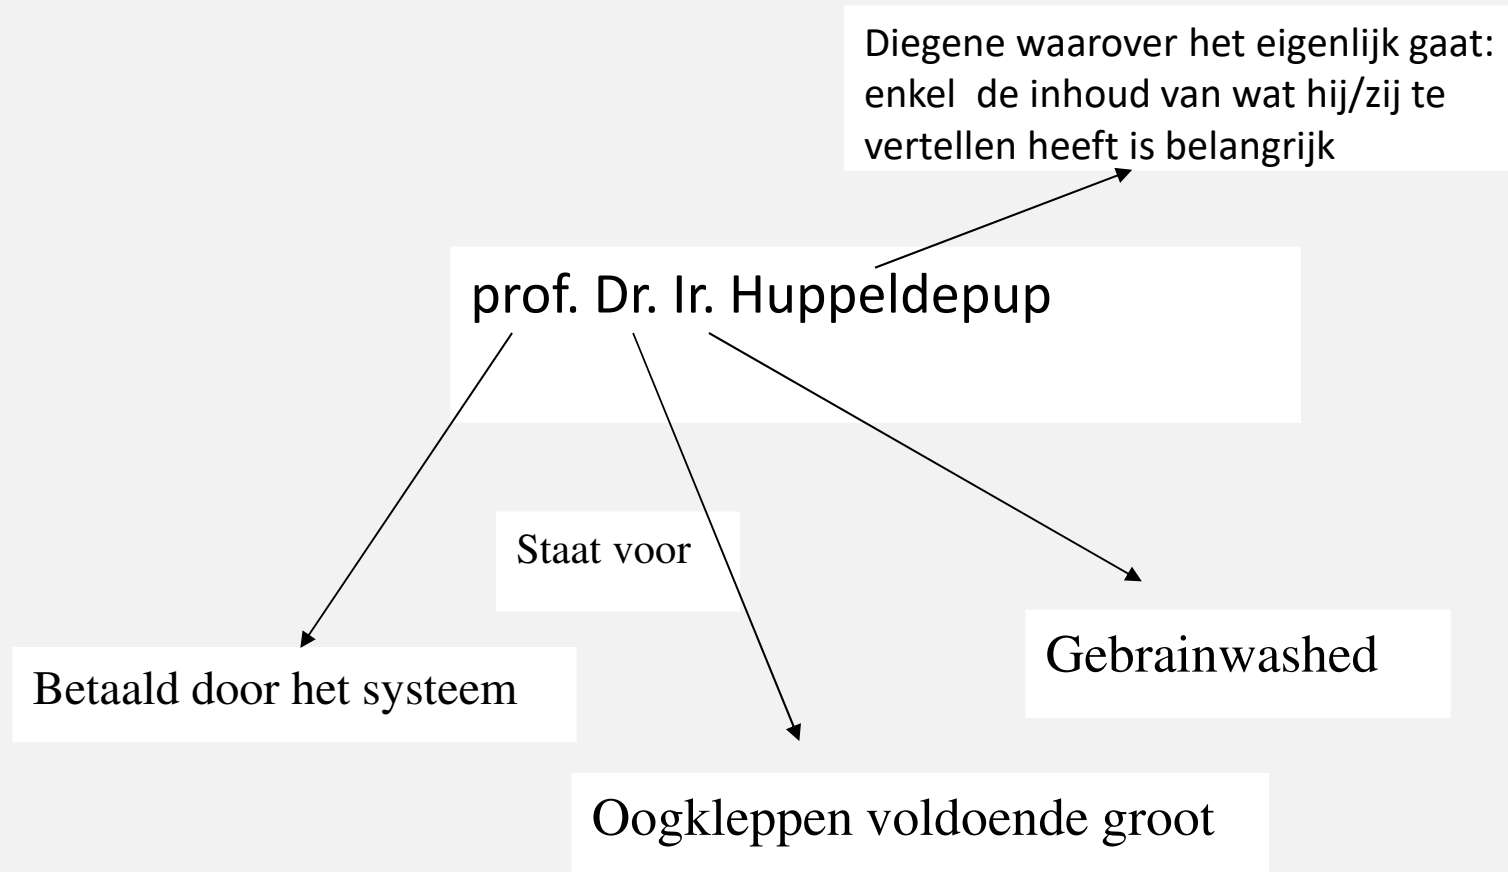 Diegene waarover het eigenlijk gaat:
enkel  de inhoud van wat hij/zij te
vertellen heeft is belangrijk
prof. Dr. Ir. Huppeldepup
Staat voor
Gebrainwashed
Betaald door het systeem
Oogkleppen voldoende groot